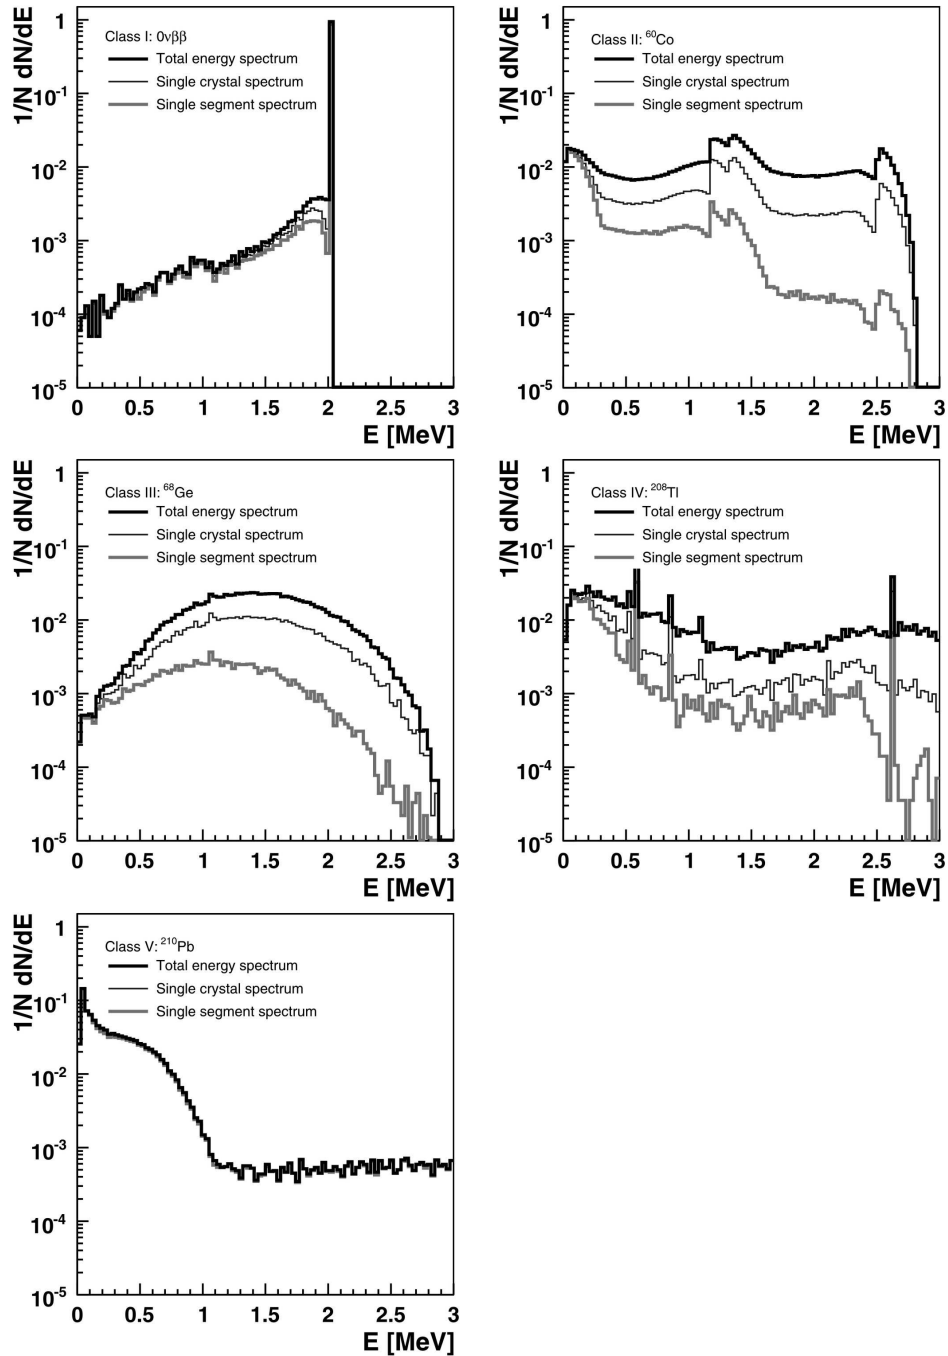 1/N dN/dE
1
10-1
10-2
10-3
10-4
10-5
Class I: 0νββ
Total energy spectrum
Single crystal spectrum
Single segment spectrum
0 0.5 1 1.5 2 2.5 3
E [MeV]
1/N dN/dE
1
10-1
10-2
10-3
10-4
10-5
Class II: 60Co
Total energy spectrum
Single crystal spectrum
Single segment spectrum
0 0.5 1 1.5 2 2.5 3
E [MeV]
1/N dN/dE
1
10-1
10-2
10-3
10-4
10-5
Class III: 68Ge
Total energy spectrum
Single crystal spectrum
Single segment spectrum
0 0.5 1 1.5 2 2.5 3
E [MeV]
1/N dN/dE
1
10-1
10-2
10-3
10-4
10-5
Class IV: 208Tl
Total energy spectrum
Single crystal spectrum
Single segment spectrum
0 0.5 1 1.5 2 2.5 3
E [MeV]
1/N dN/dE
1
10-1
10-2
10-3
10-4
10-5
Class V: 210Pb
Total energy spectrum
Single crystal spectrum
Single segment spectrum
0 0.5 1 1.5 2 2.5 3
E [MeV]